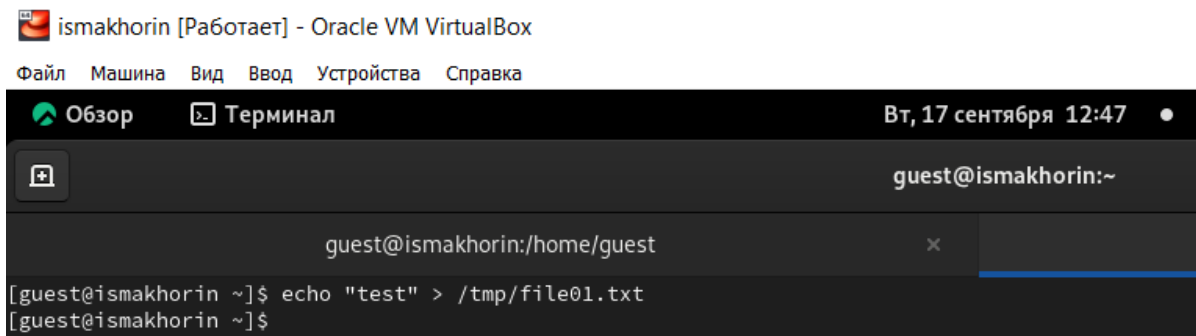 ismakhorin [Работает] - Oracle VM VirtualBox
Файл Машина Вид Ввод Устройства Справка
Обзор Терминал Вт, 17 сентября 12:47
guest@ismakhorin:~
guest@ismakhorin:/home/guest ×
[guest@ismakhorin ~]$ echo "test" > /tmp/file01.txt
[guest@ismakhorin ~]$